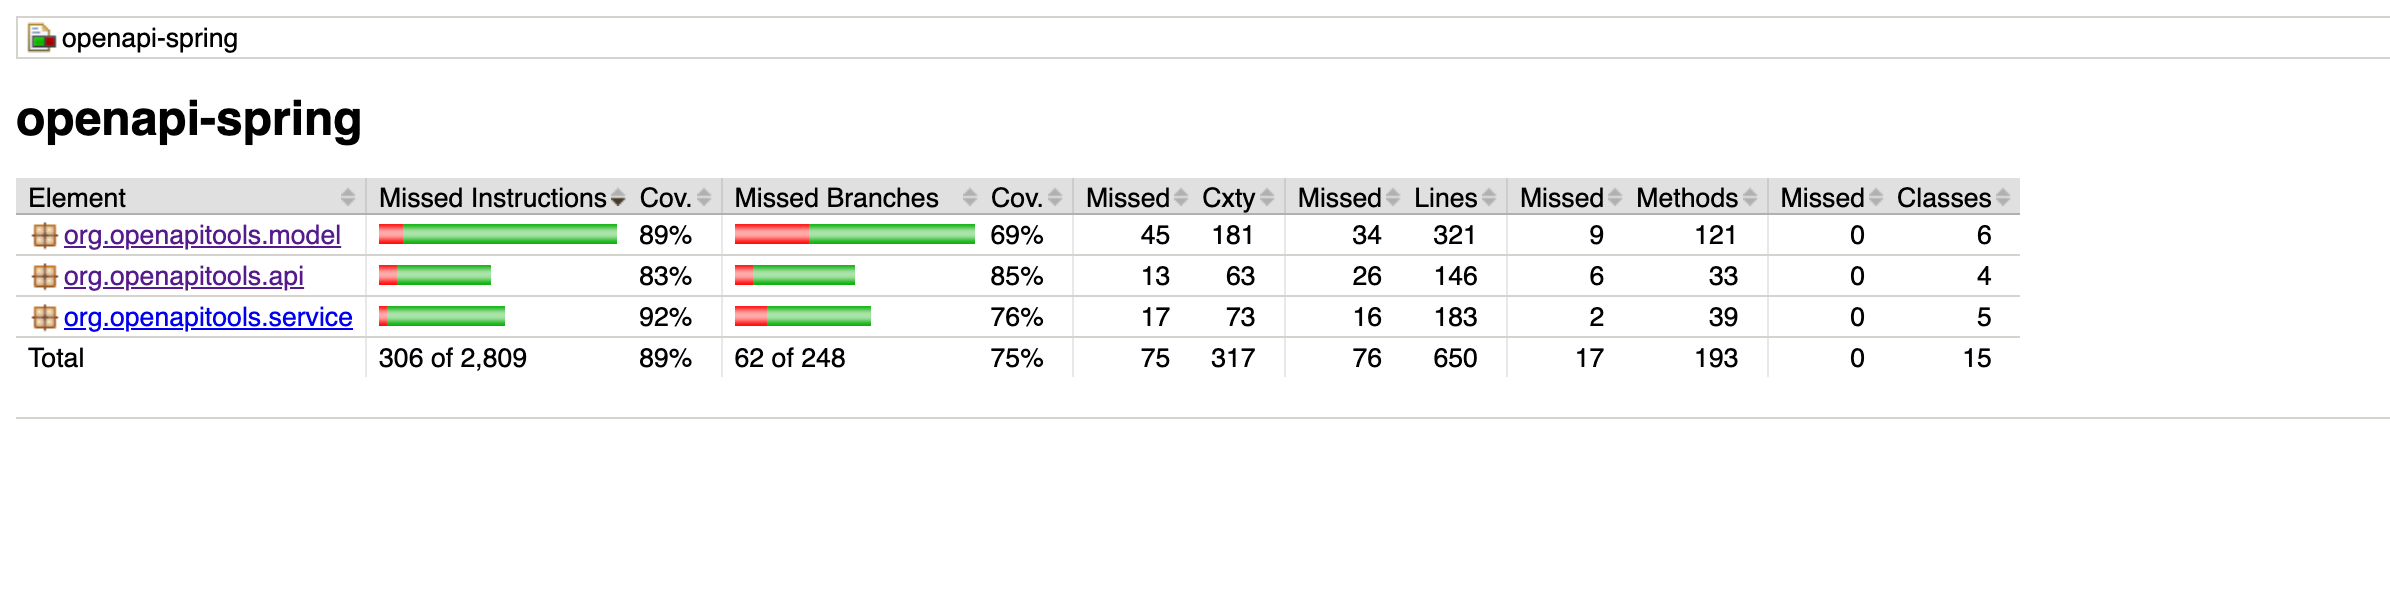 openapi-spring
openapi-spring
Element Missed Instructions Cov. Missed Branches Cov. Missed Cxty Missed Lines Missed Methods Missed Classes
org.openapitools.model 89% 69% 45 181 34 321 9 121 0 6
org.openapitools.api 83% 85% 13 63 26 146 6 33 0 4
org.openapitools.service 92% 76% 17 73 16 183 2 39 0 5
Total 306 of 2,809 89% 62 of 248 75% 75 317 76 650 17 193 0 15